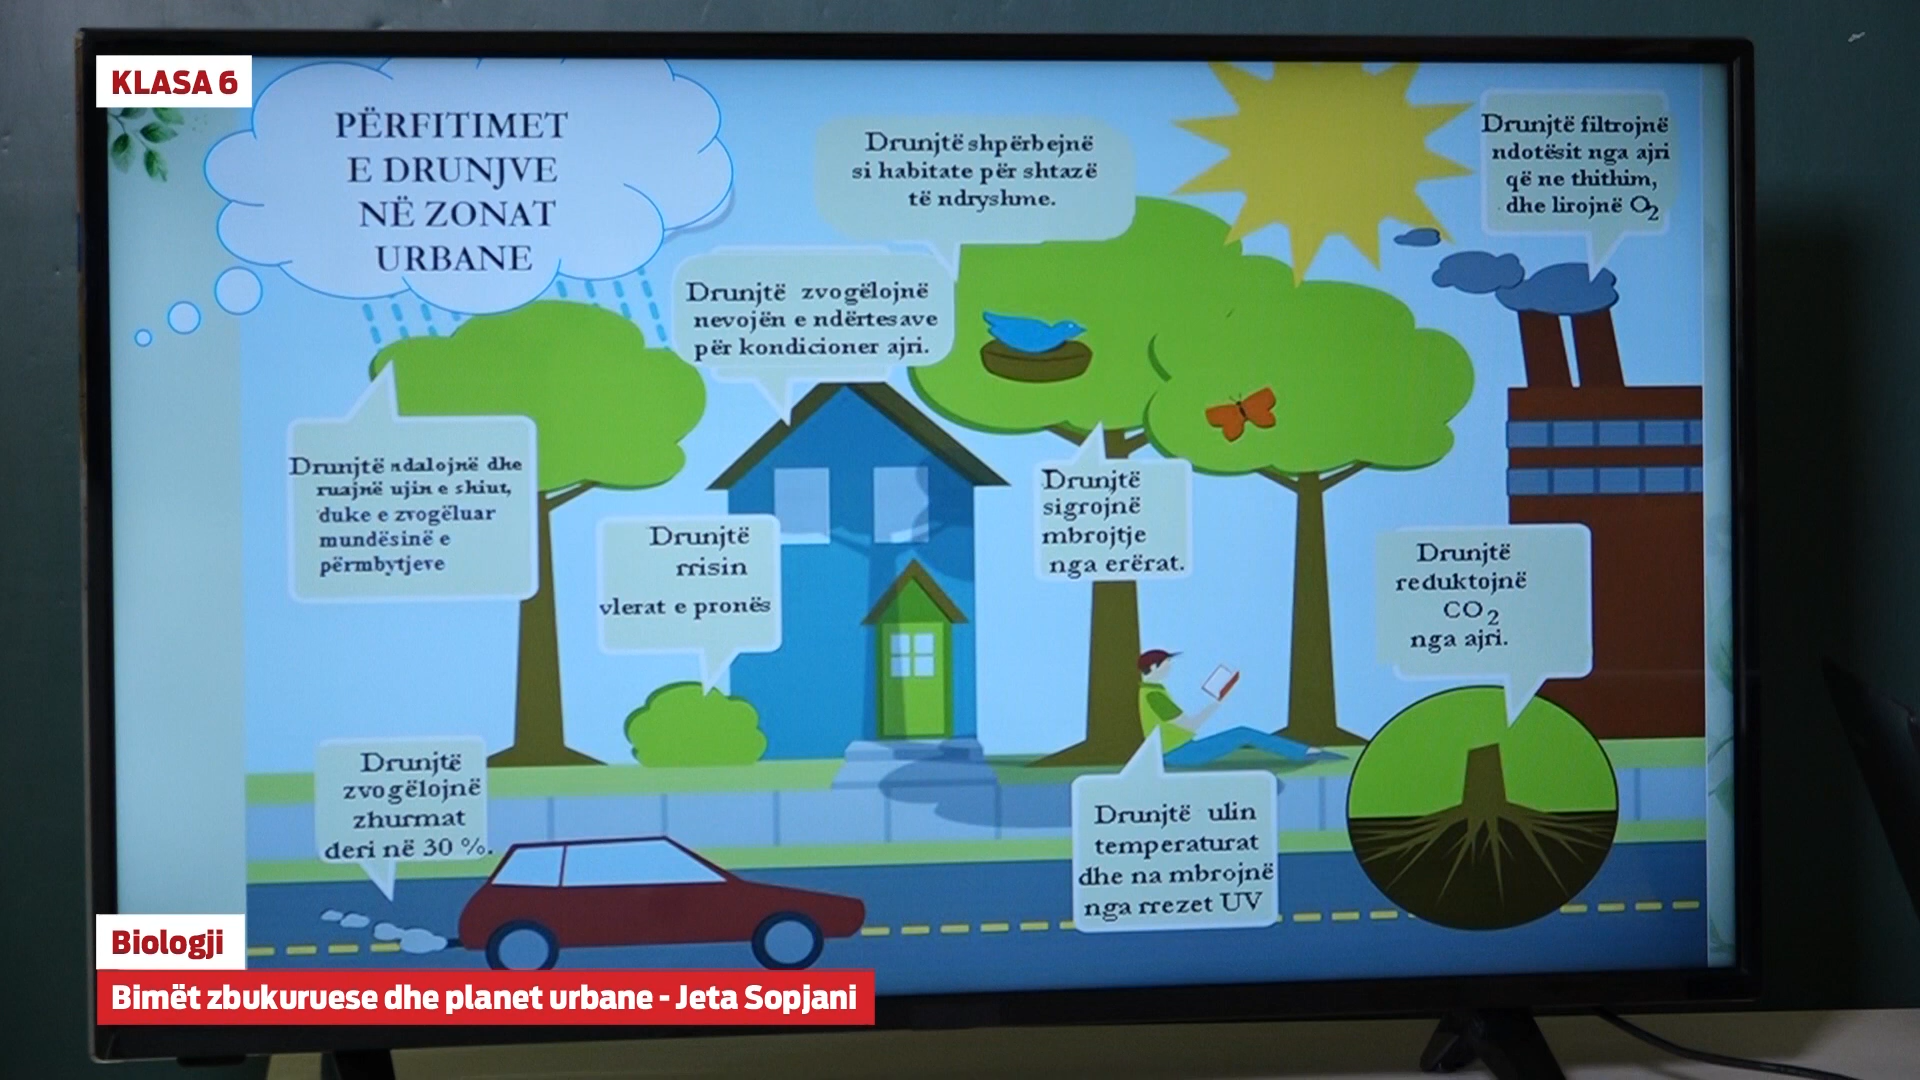 KLASA 6
PËRFITIMET
E DRUNJVE
NË ZONAT
URBANE
Drunjtë shpërbejnë
si habitate për shtazë
të ndryshme.
Drunjtë filtrojnë
ndotësit nga ajri
që ne thithim,
dhe lirojnë O2
Drunjtë zvogëlojnë
nevojën e ndërtesave
për kondicioner ajri.
Drunjtë ndalojnë dhe
ruajnë ujin e shiut,
duke e zvogëluar
mundësinë e
përmbytjeve
Drunjtë
rrisin
vlerat e pronës
Drunjtë
sigrojnë
mbrojtje
nga erërat.
Drunjtë
reduktojnë
CO2
nga ajri.
Drunjtë
zvogëlojnë
zhurmat
deri në 30 %.
Drunjtë ulin
temperaturat
dhe na mbrojnë
nga rrezet UV
Biologji
Bimët zbukuruese dhe planet urbane - Jeta Sopjani